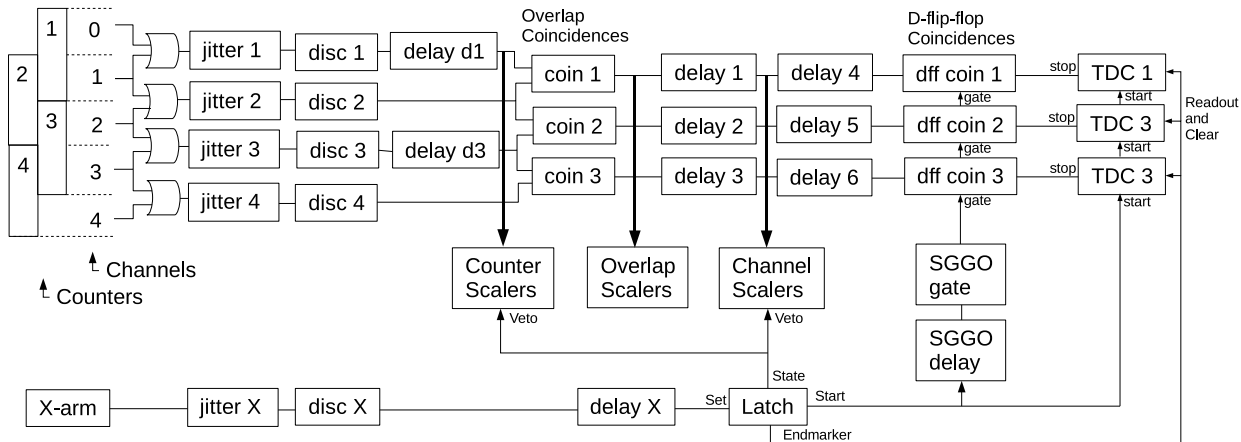 Overlap
Coincidences
D-flip-flop
Coincidences
1
2
3
4
0
1
2
3
4
Channels
Counters
jitter 1
disc 1
delay d1
jitter 2
disc 2
jitter 3
disc 3
delay d3
jitter 4
disc 4
coin 1
delay 1
delay 4
dff coin 1
stop
TDC 1
gate
start
coin 2
delay 2
delay 5
dff coin 2
stop
TDC 3
gate
start
coin 3
delay 3
delay 6
dff coin 3
stop
TDC 3
gate
start
Readout
and
Clear
Counter
Scalers
Overlap
Scalers
Channel
Scalers
SGGO
gate
Veto
Veto
SGGO
delay
X-arm
jitter X
disc X
delay X
Set
Latch
State
Start
Endmarker